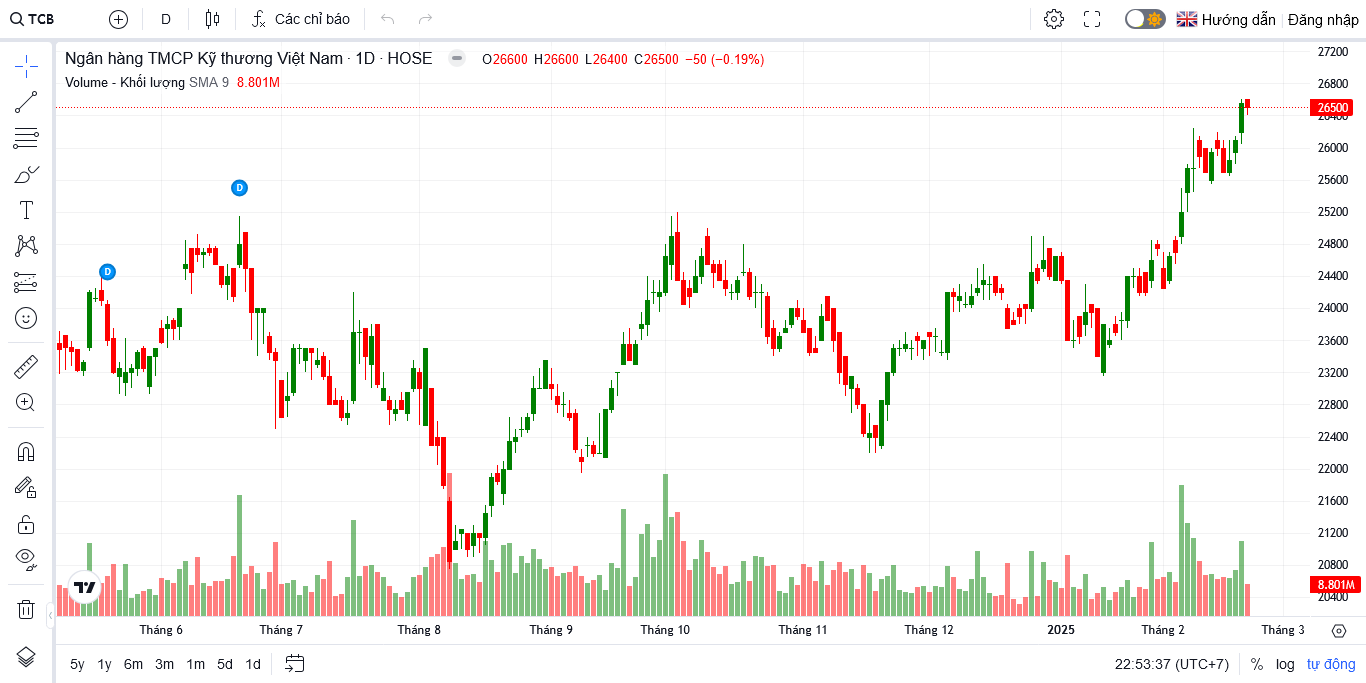 TCB
D
Các chỉ báo
Hướng dẫn
Đăng nhập
Ngân hàng TMCP Kỹ thương Việt Nam · 1D · HOSE
O26600 H26600 L26400 C26500 −50 (−0.19%)
Volume - Khối lượng SMA 9 8.801M
D
D
27200
26800
26500
26400
26000
25600
25200
24800
24400
24000
23600
23200
22800
22400
22000
21600
21200
20800
8.801M
20400
Tháng 6
Tháng 7
Tháng 8
Tháng 9
Tháng 10
Tháng 11
Tháng 12
2025
Tháng 2
Tháng 3
5y 1y 6m 3m 1m 5d 1d
22:53:37 (UTC+7)
% log tự động